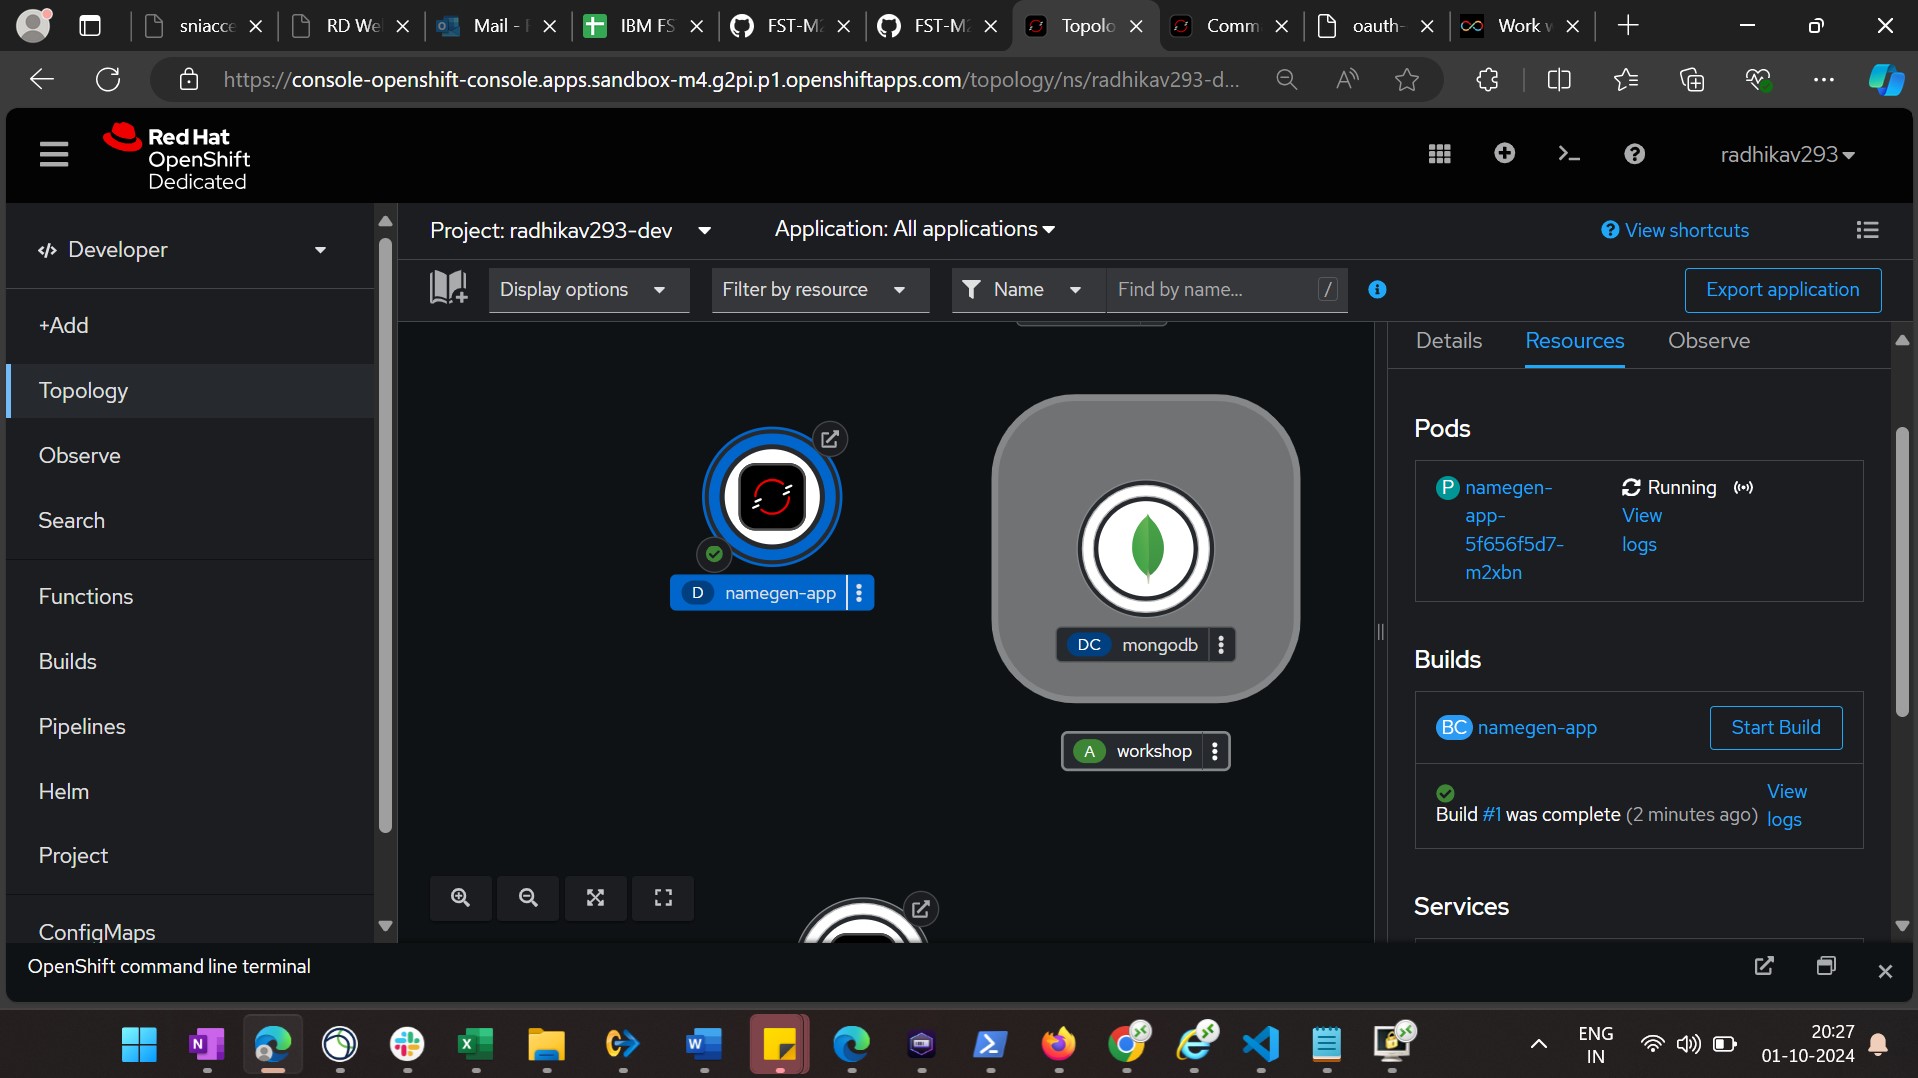 sniacce
RD We
Mail -
IBM FS
FST-M
FST-M
Topolo
Comm
oauth-
Work
https://console-openshift-console.apps.sandbox-m4.g2pi.p1.openshiftapps.com/topology/ns/radhikav293-d...
Red Hat
OpenShift
Dedicated
radhikav293
Developer
Project: radhikav293-dev
Application: All applications
View shortcuts
Display options
Filter by resource
Name
Find by name...
/
Export application
+Add
Topology
Observe
Search
Functions
Builds
Pipelines
Helm
Project
ConfigMaps
D namegen-app
DC mongodb
A workshop
Details
Resources
Observe
Pods
P namegen-
app-
5f656f5d7-
m2xbn
Running
View
logs
Builds
BC namegen-app
Start Build
Build #1 was complete (2 minutes ago)
View
logs
Services
OpenShift command line terminal
ENG
IN
20:27
01-10-2024